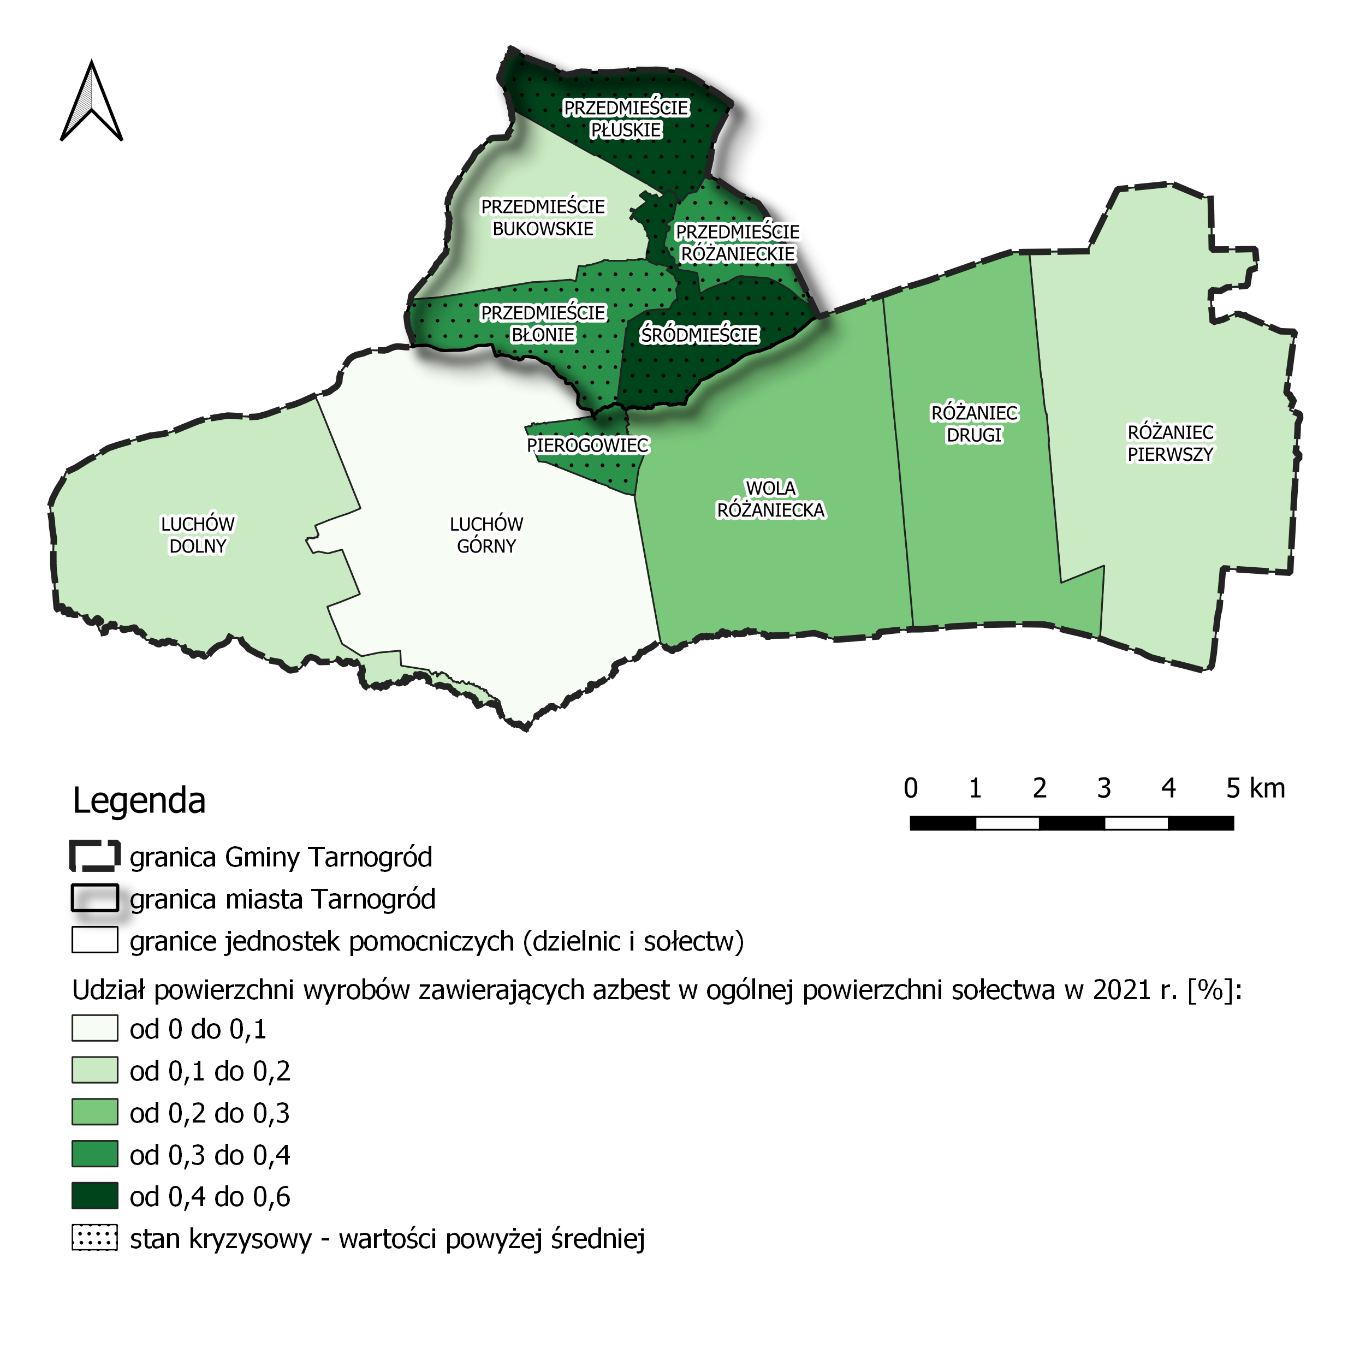 PRZEDMIEŚCIE
PŁUSKIE
PRZEDMIEŚCIE
BUKOWSKIE
PRZEDMIEŚCIE
RÓŻANIECKIE
PRZEDMIEŚCIE
BŁONIE
ŚRÓDMIEŚCIE
PIEROGOWIEC
RÓŻANIEC
DRUGI
RÓŻANIEC
PIERWSZY
WOLA
RÓŻANIECKA
LUCHÓW
DOLNY
LUCHÓW
GÓRNY
0 1 2 3 4 5 km
Legenda
granica Gminy Tarnogród
granica miasta Tarnogród
granice jednostek pomocniczych (dzielnic i sołectw)
Udział powierzchni wyrobów zawierających azbest w ogólnej powierzchni sołectwa w 2021 r. [%]:
od 0 do 0,1
od 0,1 do 0,2
od 0,2 do 0,3
od 0,3 do 0,4
od 0,4 do 0,6
stan kryzysowy - wartości powyżej średniej